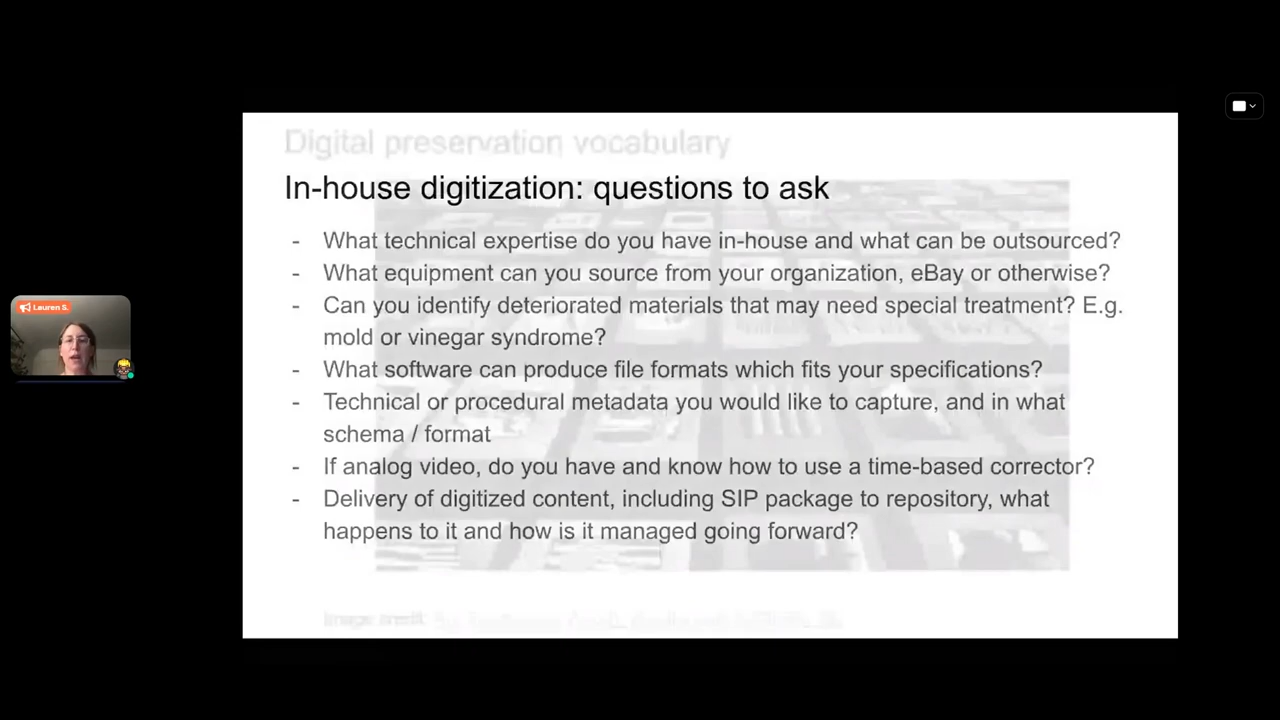 Digital preservation vocabulary
In-house digitization: questions to ask
- What technical expertise do you have in-house and what can be outsourced?
- What equipment can you source from your organization, eBay or otherwise?
- Can you identify deteriorated materials that may need special treatment? E.g.
mold or vinegar syndrome?
- What software can produce file formats which fits your specifications?
- Technical or procedural metadata you would like to capture, and in what
schema / format
- If analog video, do you have and know how to use a time-based corrector?
- Delivery of digitized content, including SIP package to repository, what
happens to it and how is it managed going forward?
Image credit:
Lauren S.